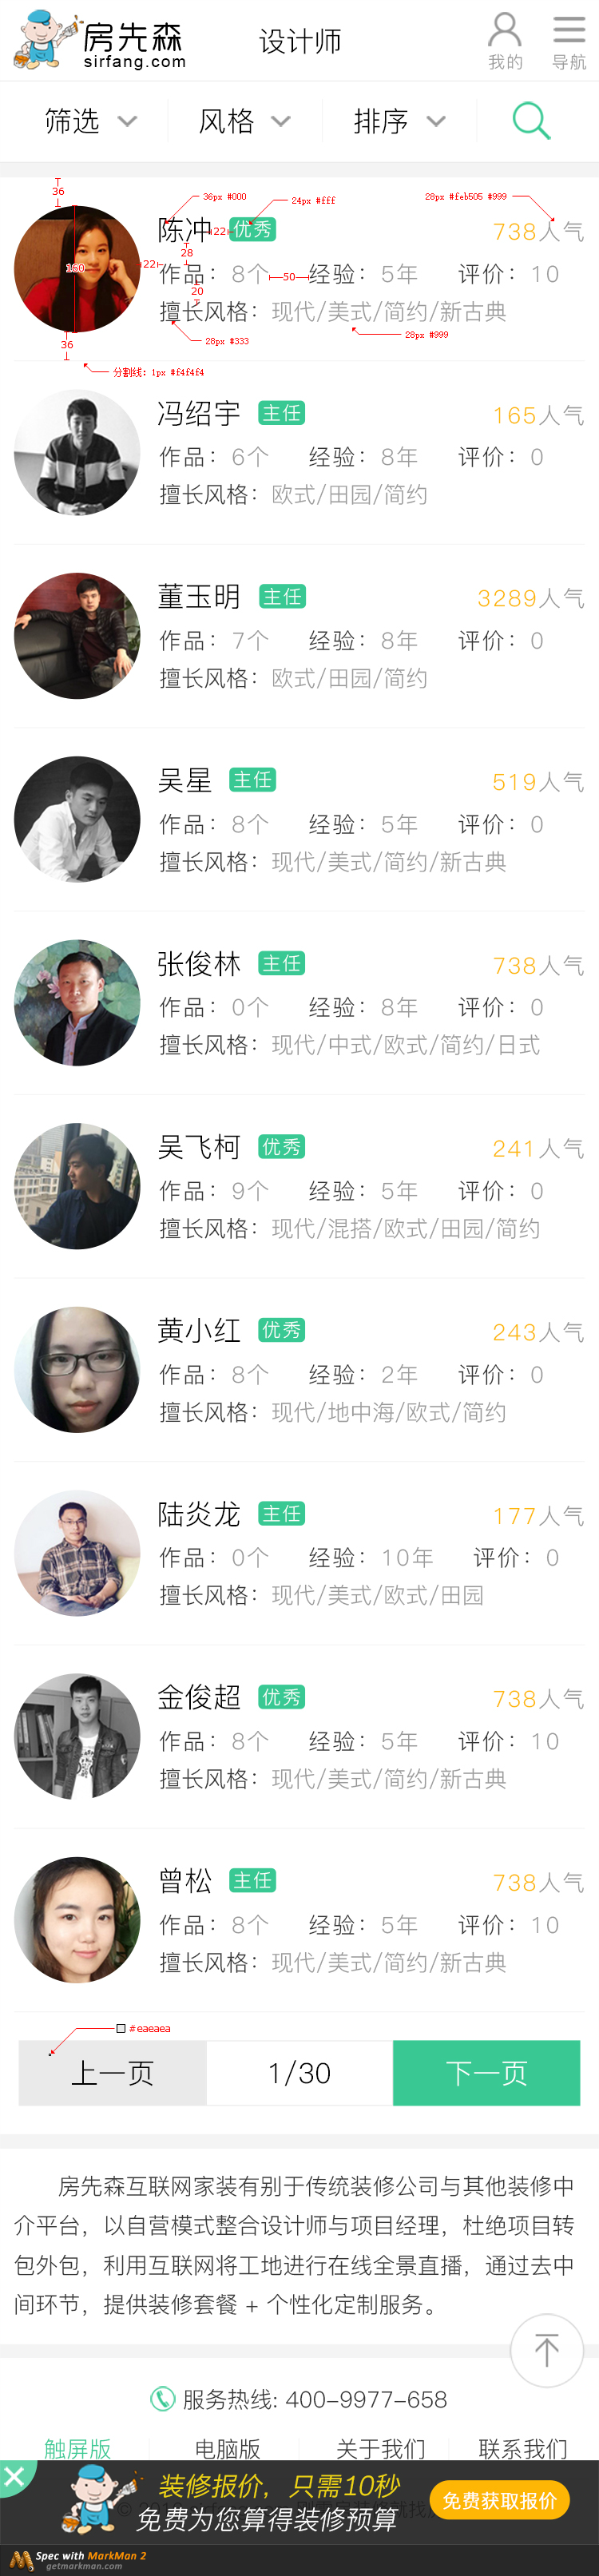 房先森
sirfang.com
设计师
我的
导航
筛选
风格
排序
36
36px #000
24px #fff
28px #feb505 #999
陈冲 优秀 738人气
22
160
22
28
作品：8个 经验：5年 评价：10
50
20
擅长风格：现代/美式/简约/新古典
28px #333
28px #999
36
分割线：1px #f4f4f4
冯绍宇 主任 165人气
作品：6个 经验：8年 评价：0
擅长风格：欧式/田园/简约
董玉明 主任 3289人气
作品：7个 经验：8年 评价：0
擅长风格：欧式/田园/简约
吴星 主任 519人气
作品：8个 经验：5年 评价：0
擅长风格：现代/美式/简约/新古典
张俊林 主任 738人气
作品：0个 经验：8年 评价：0
擅长风格：现代/中式/欧式/简约/日式
吴飞柯 优秀 241人气
作品：9个 经验：5年 评价：0
擅长风格：现代/混搭/欧式/田园/简约
黄小红 优秀 243人气
作品：8个 经验：2年 评价：0
擅长风格：现代/地中海/欧式/简约
陆炎龙 主任 177人气
作品：0个 经验：10年 评价：0
擅长风格：现代/美式/欧式/田园
金俊超 优秀 738人气
作品：8个 经验：5年 评价：10
擅长风格：现代/美式/简约/新古典
曾松 主任 738人气
作品：8个 经验：5年 评价：10
擅长风格：现代/美式/简约/新古典
#eaeaea
上一页 1/30 下一页
房先森互联网家装有别于传统装修公司与其他装修中
介平台，以自营模式整合设计师与项目经理，杜绝项目转
包外包，利用互联网将工地进行在线全景直播，通过去中
间环节，提供装修套餐 + 个性化定制服务。
服务热线: 400-9977-658
触屏版 电脑版 关于我们 联系我们
装修报价，只需10秒
免费为您算得装修预算
免费获取报价
Spec with MarkMan 2
getmarkman.com